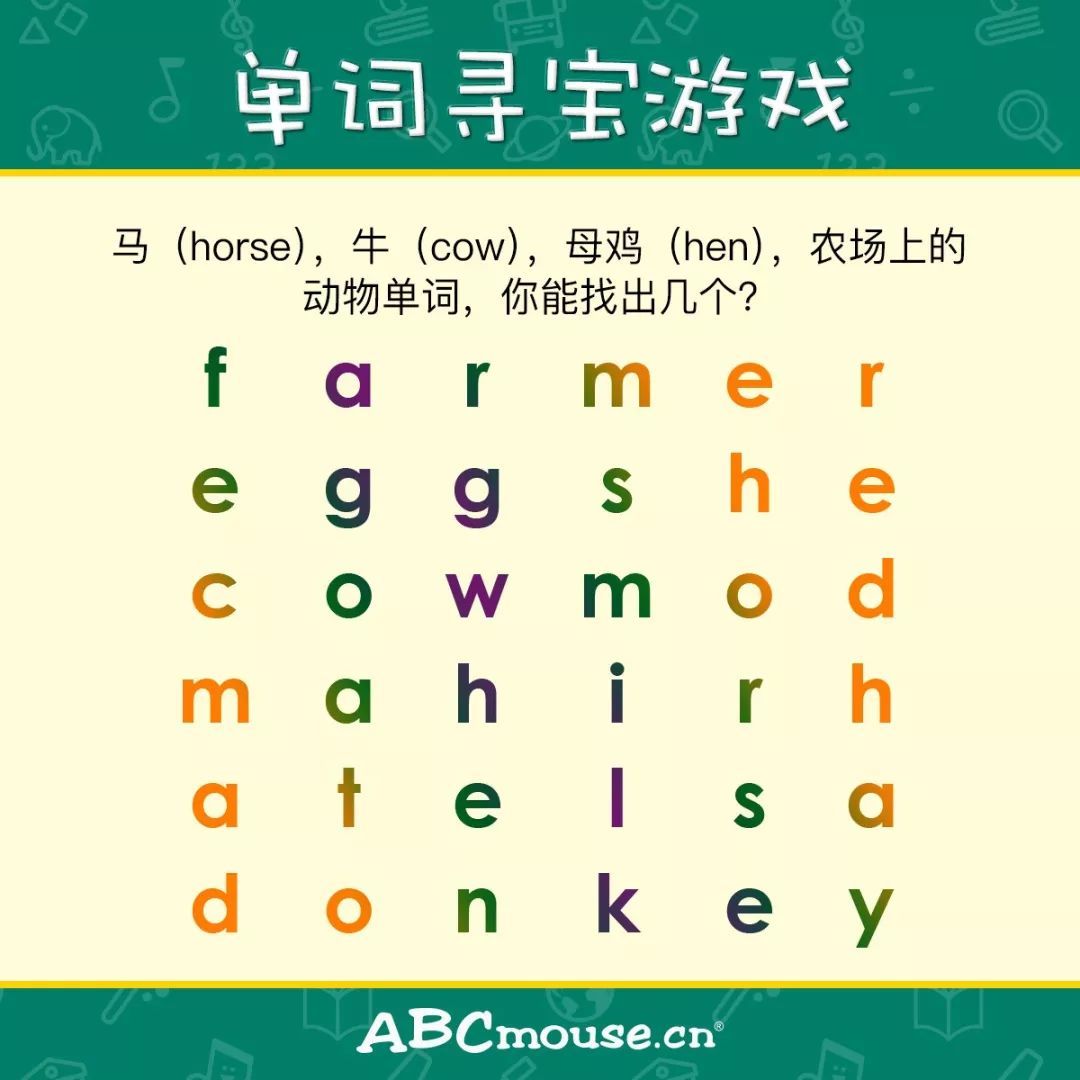 单词寻宝游戏
马（horse），牛（cow），母鸡（hen），农场上的
动物单词，你能找出几个？
f a r m e r
e g g s h e
c o w m o d
m a h i r h
a t e l s a
d o n k e y
ABCmouse.cn®